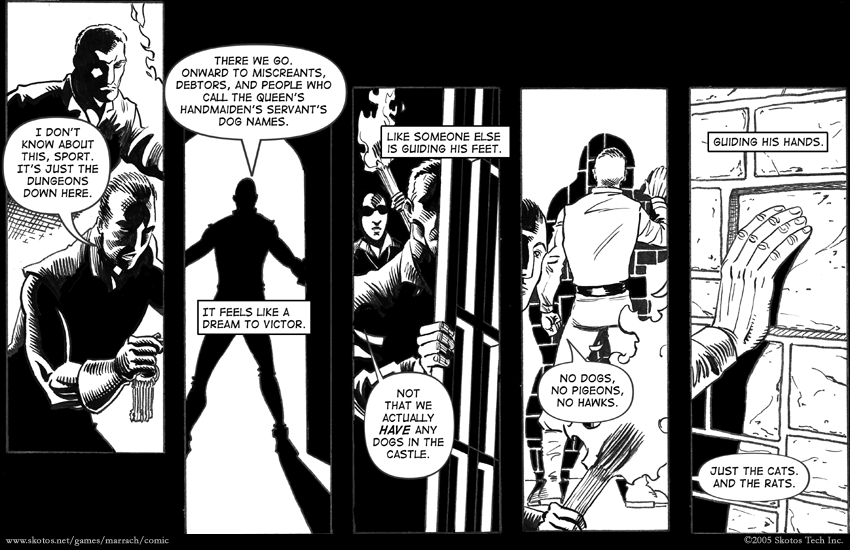 I DON'T
KNOW ABOUT
THIS, SPORT.
IT'S JUST THE
DUNGEONS
DOWN HERE.
THERE WE GO.
ONWARD TO MISCREANTS,
DEBTORS, AND PEOPLE WHO
CALL THE QUEEN'S
HANDMAIDEN'S SERVANT'S
DOG NAMES.
IT FEELS LIKE A
DREAM TO VICTOR.
LIKE SOMEONE ELSE
IS GUIDING HIS FEET.
NOT
THAT WE
ACTUALLY
HAVE ANY
DOGS IN THE
CASTLE.
NO DOGS,
NO PIGEONS,
NO HAWKS.
GUIDING HIS HANDS.
JUST THE CATS.
AND THE RATS.
www.skotos.net/games/marrach/comic
©2005 Skotos Tech Inc.